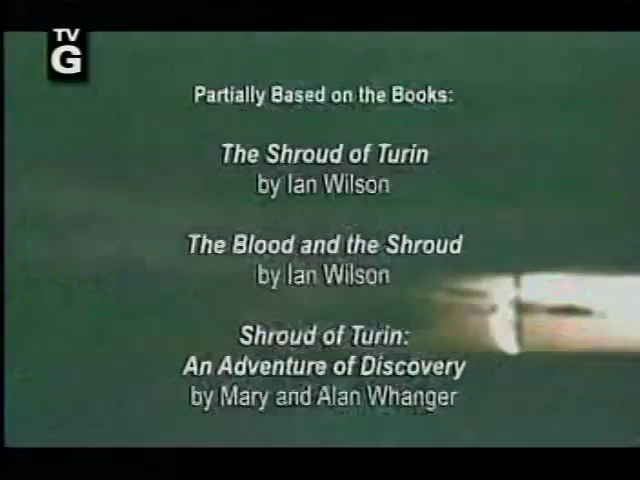 TV
G
Partially Based on the Books:
The Shroud of Turin
by Ian Wilson
The Blood and the Shroud
by Ian Wilson
Shroud of Turin:
An Adventure of Discovery
by Mary and Alan Whanger